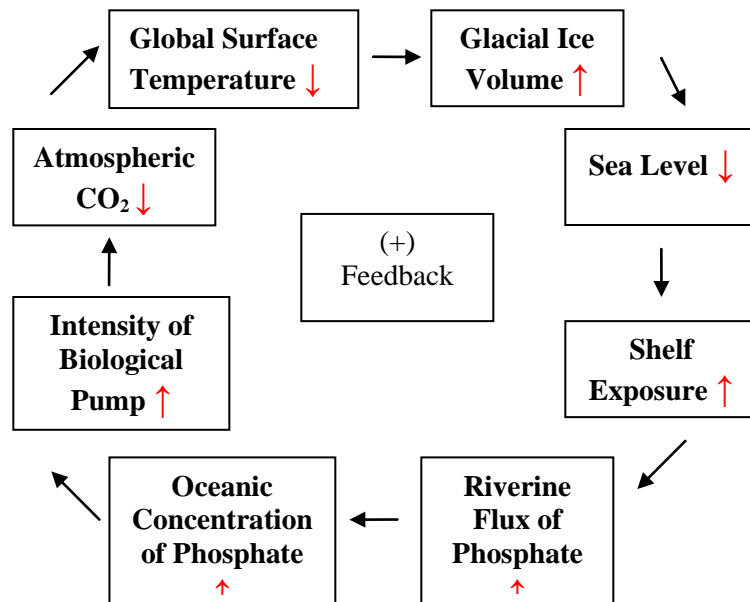 Global Surface
Temperature ↓
Glacial Ice
Volume ↑
Sea Level ↓
Shelf
Exposure ↑
Riverine
Flux of
Phosphate
↑
Oceanic
Concentration
of Phosphate
↑
Intensity of
Biological
Pump ↑
Atmospheric
CO₂ ↓
(+)
Feedback